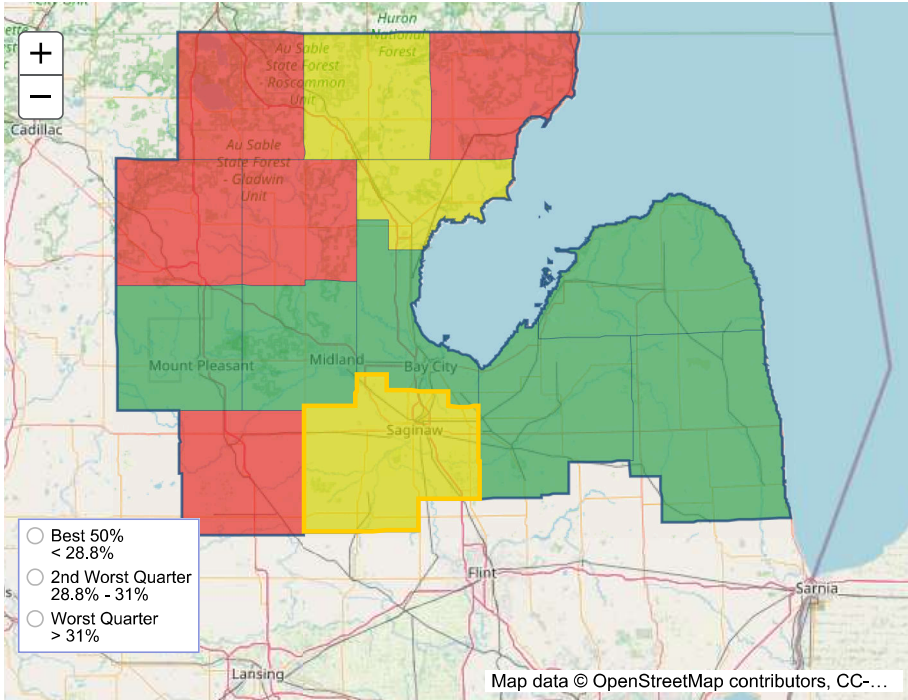 Huron
National
Forest
Au Sable
State Forest
- Roscommon
Unit
+
−
Cadillac
Au Sable
State Forest
- Gladwin
Unit
Mount Pleasant
Midland
Bay City
Saginaw
Best 50%
< 28.8%
2nd Worst Quarter
28.8% - 31%
Worst Quarter
> 31%
Flint
Sarnia
Lansing
Map data © OpenStreetMap contributors, CC-...